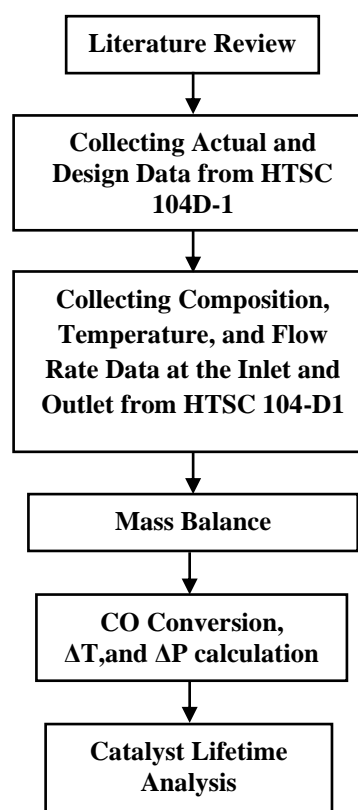 Literature Review
Collecting Actual and
Design Data from HTSC
104D-1
Collecting Composition,
Temperature, and Flow
Rate Data at the Inlet and
Outlet from HTSC 104-D1
Mass Balance
CO Conversion,
ΔT,and ΔP calculation
Catalyst Lifetime
Analysis